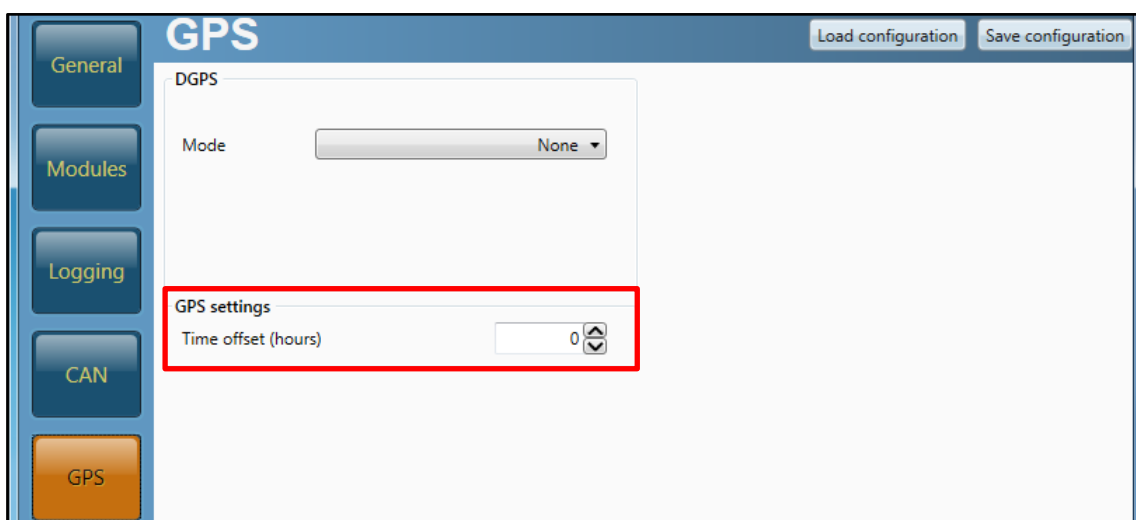 GPS
Load configuration
Save configuration
General
Modules
Logging
CAN
GPS
DGPS
Mode None
GPS settings
Time offset (hours) 0